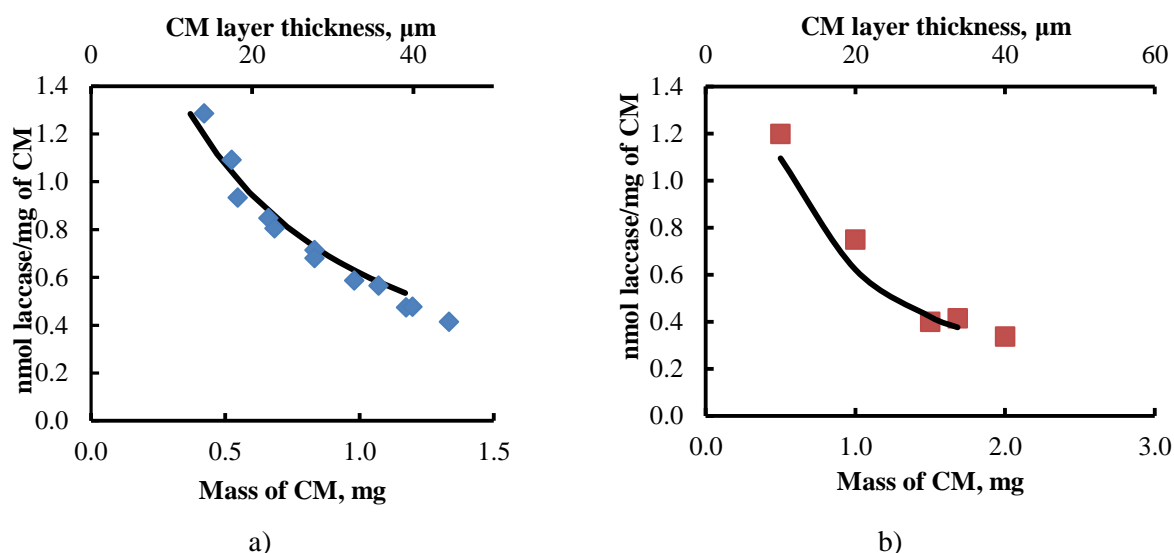 CM layer thickness, µm
0 20 40
nmol laccase/mg of CM
1.4
1.2
1.0
0.8
0.6
0.4
0.2
0.0
0.0 0.5 1.0 1.5
Mass of CM, mg
a)
CM layer thickness, µm
0 20 40 60
nmol laccase/mg of CM
1.4
1.2
1.0
0.8
0.6
0.4
0.2
0.0
0.0 1.0 2.0 3.0
Mass of CM, mg
b)